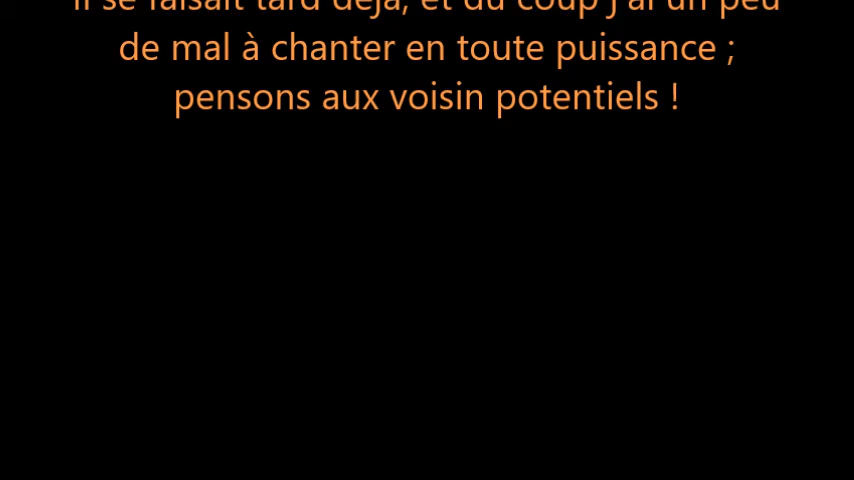 Il se faisait tard déjà, et du coup j'ai un peu
de mal à chanter en toute puissance ;
pensons aux voisin potentiels !